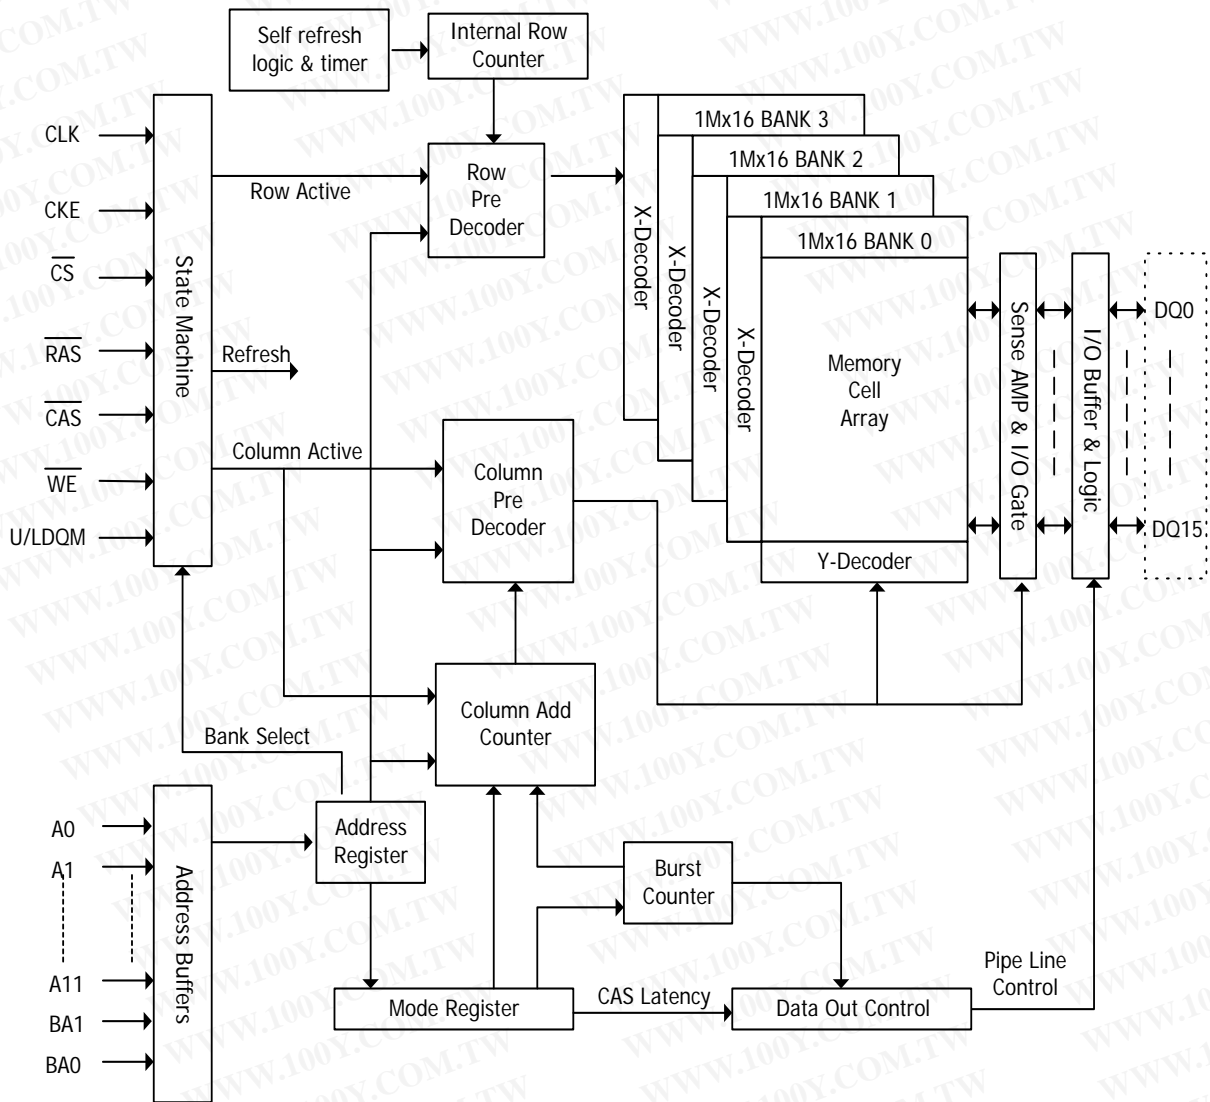 Self refresh
logic & timer
Internal Row
Counter
CLK
CKE
CS
RAS
CAS
WE
U/LDQM
State Machine
Row Active
Refresh
Column Active
Bank Select
Row
Pre
Decoder
Column
Pre
Decoder
Column Add
Counter
1Mx16 BANK 3
1Mx16 BANK 2
1Mx16 BANK 1
1Mx16 BANK 0
X-Decoder
X-Decoder
X-Decoder
X-Decoder
Memory
Cell
Array
Y-Decoder
Sense AMP & I/O Gate
I/O Buffer & Logic
DQ0
DQ15
A0
A1
A11
BA1
BA0
Address Buffers
Address
Register
Burst
Counter
Mode Register
CAS Latency
Data Out Control
Pipe Line
Control
WWW.100Y.COM.TW